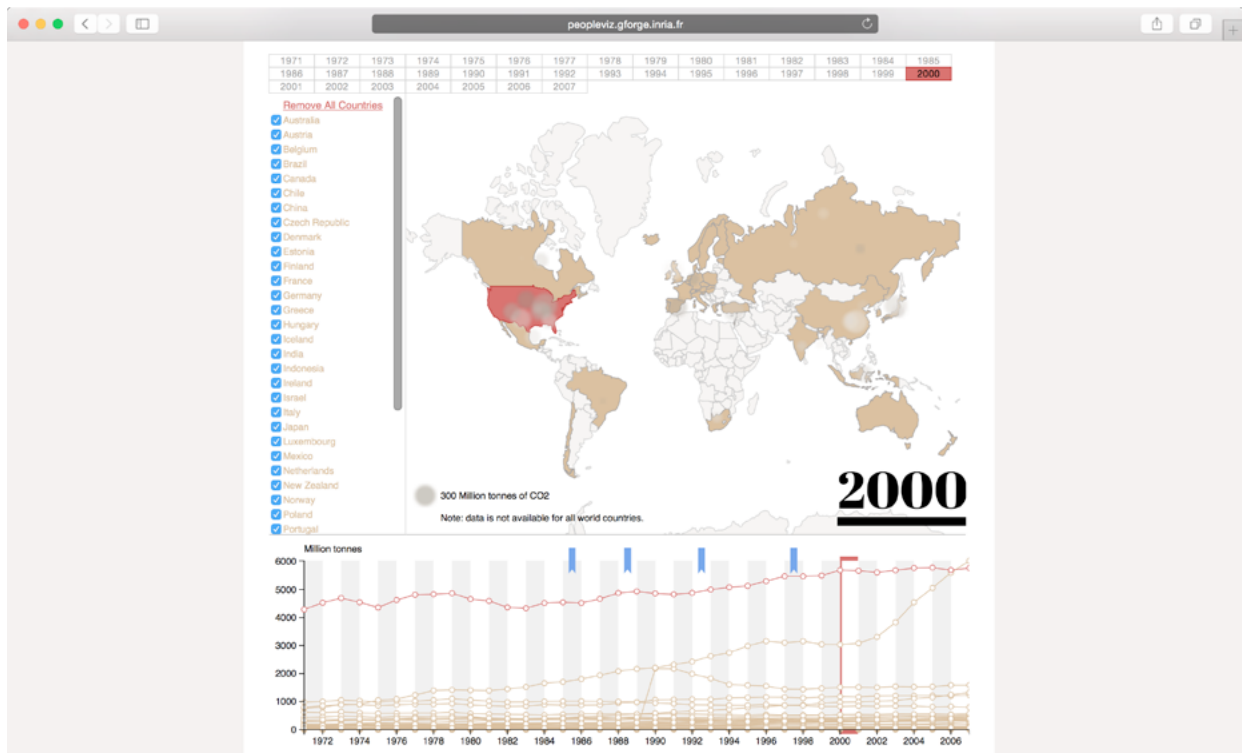 peopleviz.gforge.inria.fr
1971 1972 1973 1974 1975 1976 1977 1978 1979 1980 1981 1982 1983 1984 1985
1986 1987 1988 1989 1990 1991 1992 1993 1994 1995 1996 1997 1998 1999 2000
2001 2002 2003 2004 2005 2006 2007
Remove All Countries
Australia
Austria
Belgium
Brazil
Canada
Chile
China
Czech Republic
Denmark
Estonia
Finland
France
Germany
Greece
Hungary
Iceland
India
Indonesia
Ireland
Israel
Italy
Japan
Luxembourg
Mexico
Netherlands
New Zealand
Norway
Poland
Portugal
300 Million tonnes of CO2
Note: data is not available for all world countries.
2000
Million tonnes
6000
5000
4000
3000
2000
1000
0
1972 1974 1976 1978 1980 1982 1984 1986 1988 1990 1992 1994 1996 1998 2000 2002 2004 2006